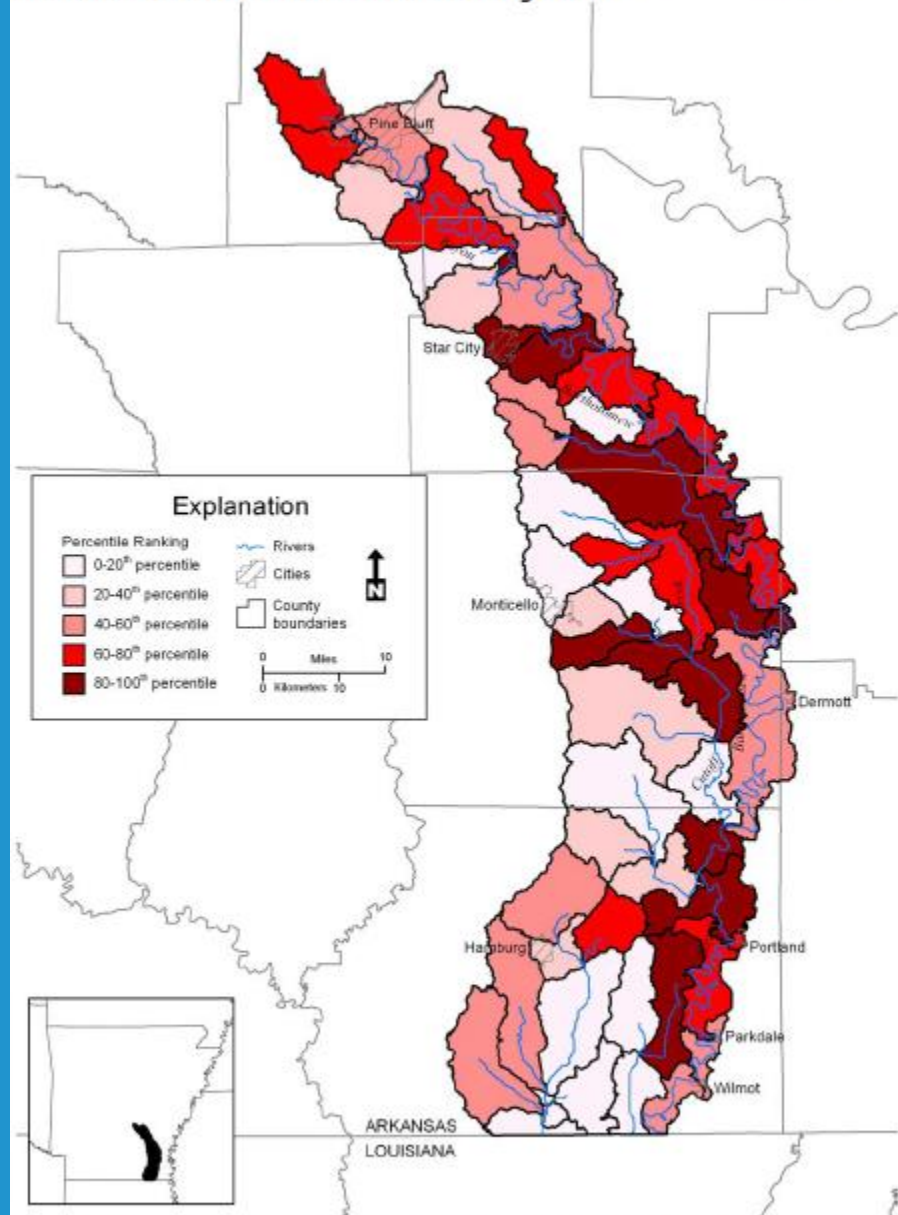 Pine Bluff
Star City
Explanation
Percentile Ranking
0-20th percentile
20-40th percentile
40-60th percentile
60-80th percentile
80-100th percentile
Rivers
Cities
County
boundaries
N
0 Miles 10
0 Kilometers 10
Monticello
Dermott
Cutoff
Hamburg
Portland
Parkdale
Wilmot
ARKANSAS
LOUISIANA